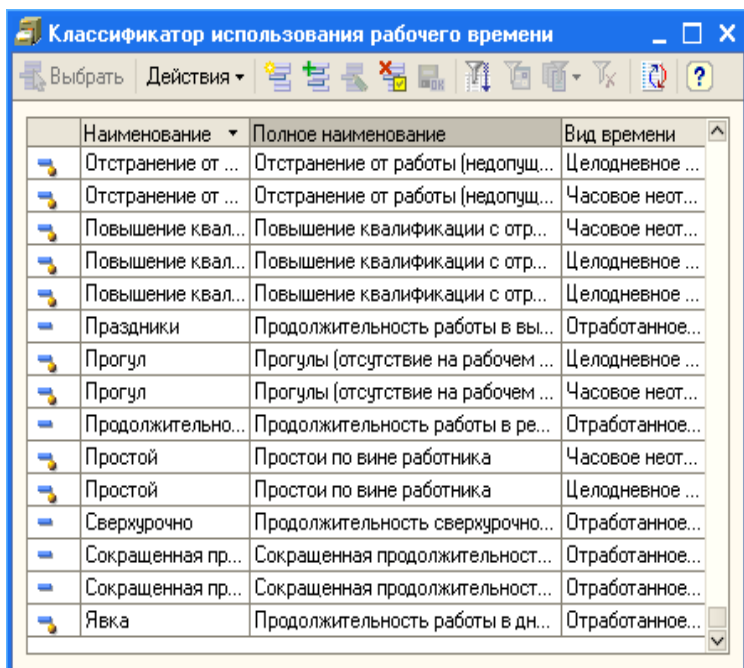 Классификатор использования рабочего времени
Выбрать Действия
Наименование Полное наименование Вид времени
Отстранение от ... Отстранение от работы (недопущ... Целодневное ...
Отстранение от ... Отстранение от работы (недопущ... Часовое неот...
Повышение квал... Повышение квалификации с отр... Часовое неот...
Повышение квал... Повышение квалификации с отр... Целодневное ...
Повышение квал... Повышение квалификации с отр... Целодневное ...
Праздники Продолжительность работы в вы... Отработанное...
Прогул Прогулы (отсутствие на рабочем ... Целодневное ...
Прогул Прогулы (отсутствие на рабочем ... Часовое неот...
Продолжительно... Продолжительность работы в ре... Отработанное...
Простой Простои по вине работника Часовое неот...
Простой Простои по вине работника Целодневное ...
Сверхурочно Продолжительность сверхурочно... Отработанное...
Сокращенная пр... Сокращенная продолжительност... Отработанное...
Сокращенная пр... Сокращенная продолжительност... Отработанное...
Явка Продолжительность работы в дн... Отработанное...